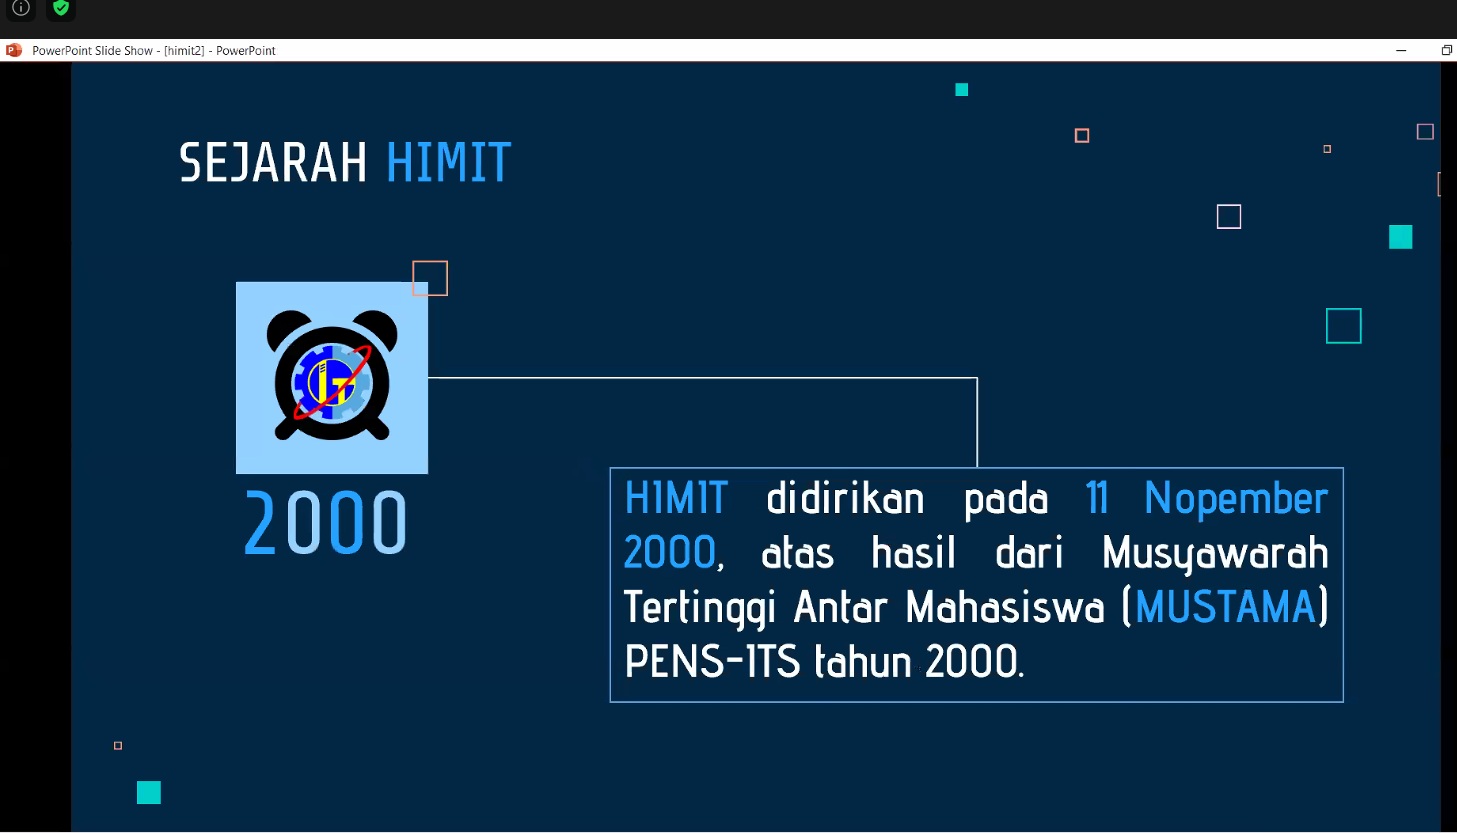 PowerPoint Slide Show - [himit2] - PowerPoint
SEJARAH HIMIT
2000
HIMIT didirikan pada 11 Nopember
2000, atas hasil dari Musyawarah
Tertinggi Antar Mahasiswa (MUSTAMA)
PENS-ITS tahun 2000.